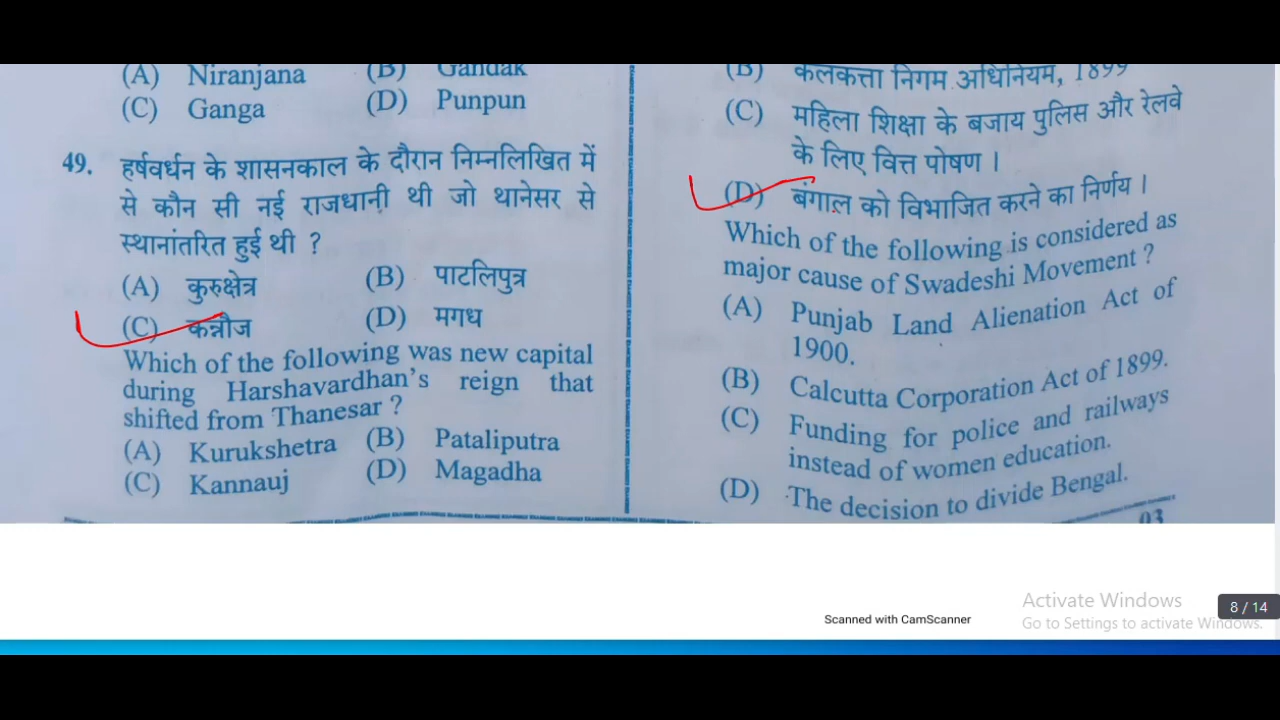 (A) Niranjana (B) Gandak
(C) Ganga (D) Punpun
49. हर्षवर्धन के शासनकाल के दौरान निम्नलिखित में
से कौन सी नई राजधानी थी जो थानेसर से
स्थानांतरित हुई थी ?
(A) कुरुक्षेत्र (B) पाटलिपुत्र
(C) कन्नौज (D) मगध
Which of the following was new capital
during Harshavardhan's reign that
shifted from Thanesar ?
(A) Kurukshetra (B) Pataliputra
(C) Kannauj (D) Magadha
(B) कलकत्ता निगम अधिनियम, 1899
(C) महिला शिक्षा के बजाय पुलिस और रेलवे
के लिए वित्त पोषण ।
(D) बंगाल को विभाजित करने का निर्णय ।
Which of the following is considered as
major cause of Swadeshi Movement ?
(A) Punjab Land Alienation Act of
1900.
(B) Calcutta Corporation Act of 1899.
(C) Funding for police and railways
instead of women education.
(D) The decision to divide Bengal.
03
Scanned with CamScanner
Activate Windows
Go to Settings to activate Windows.
8 / 14